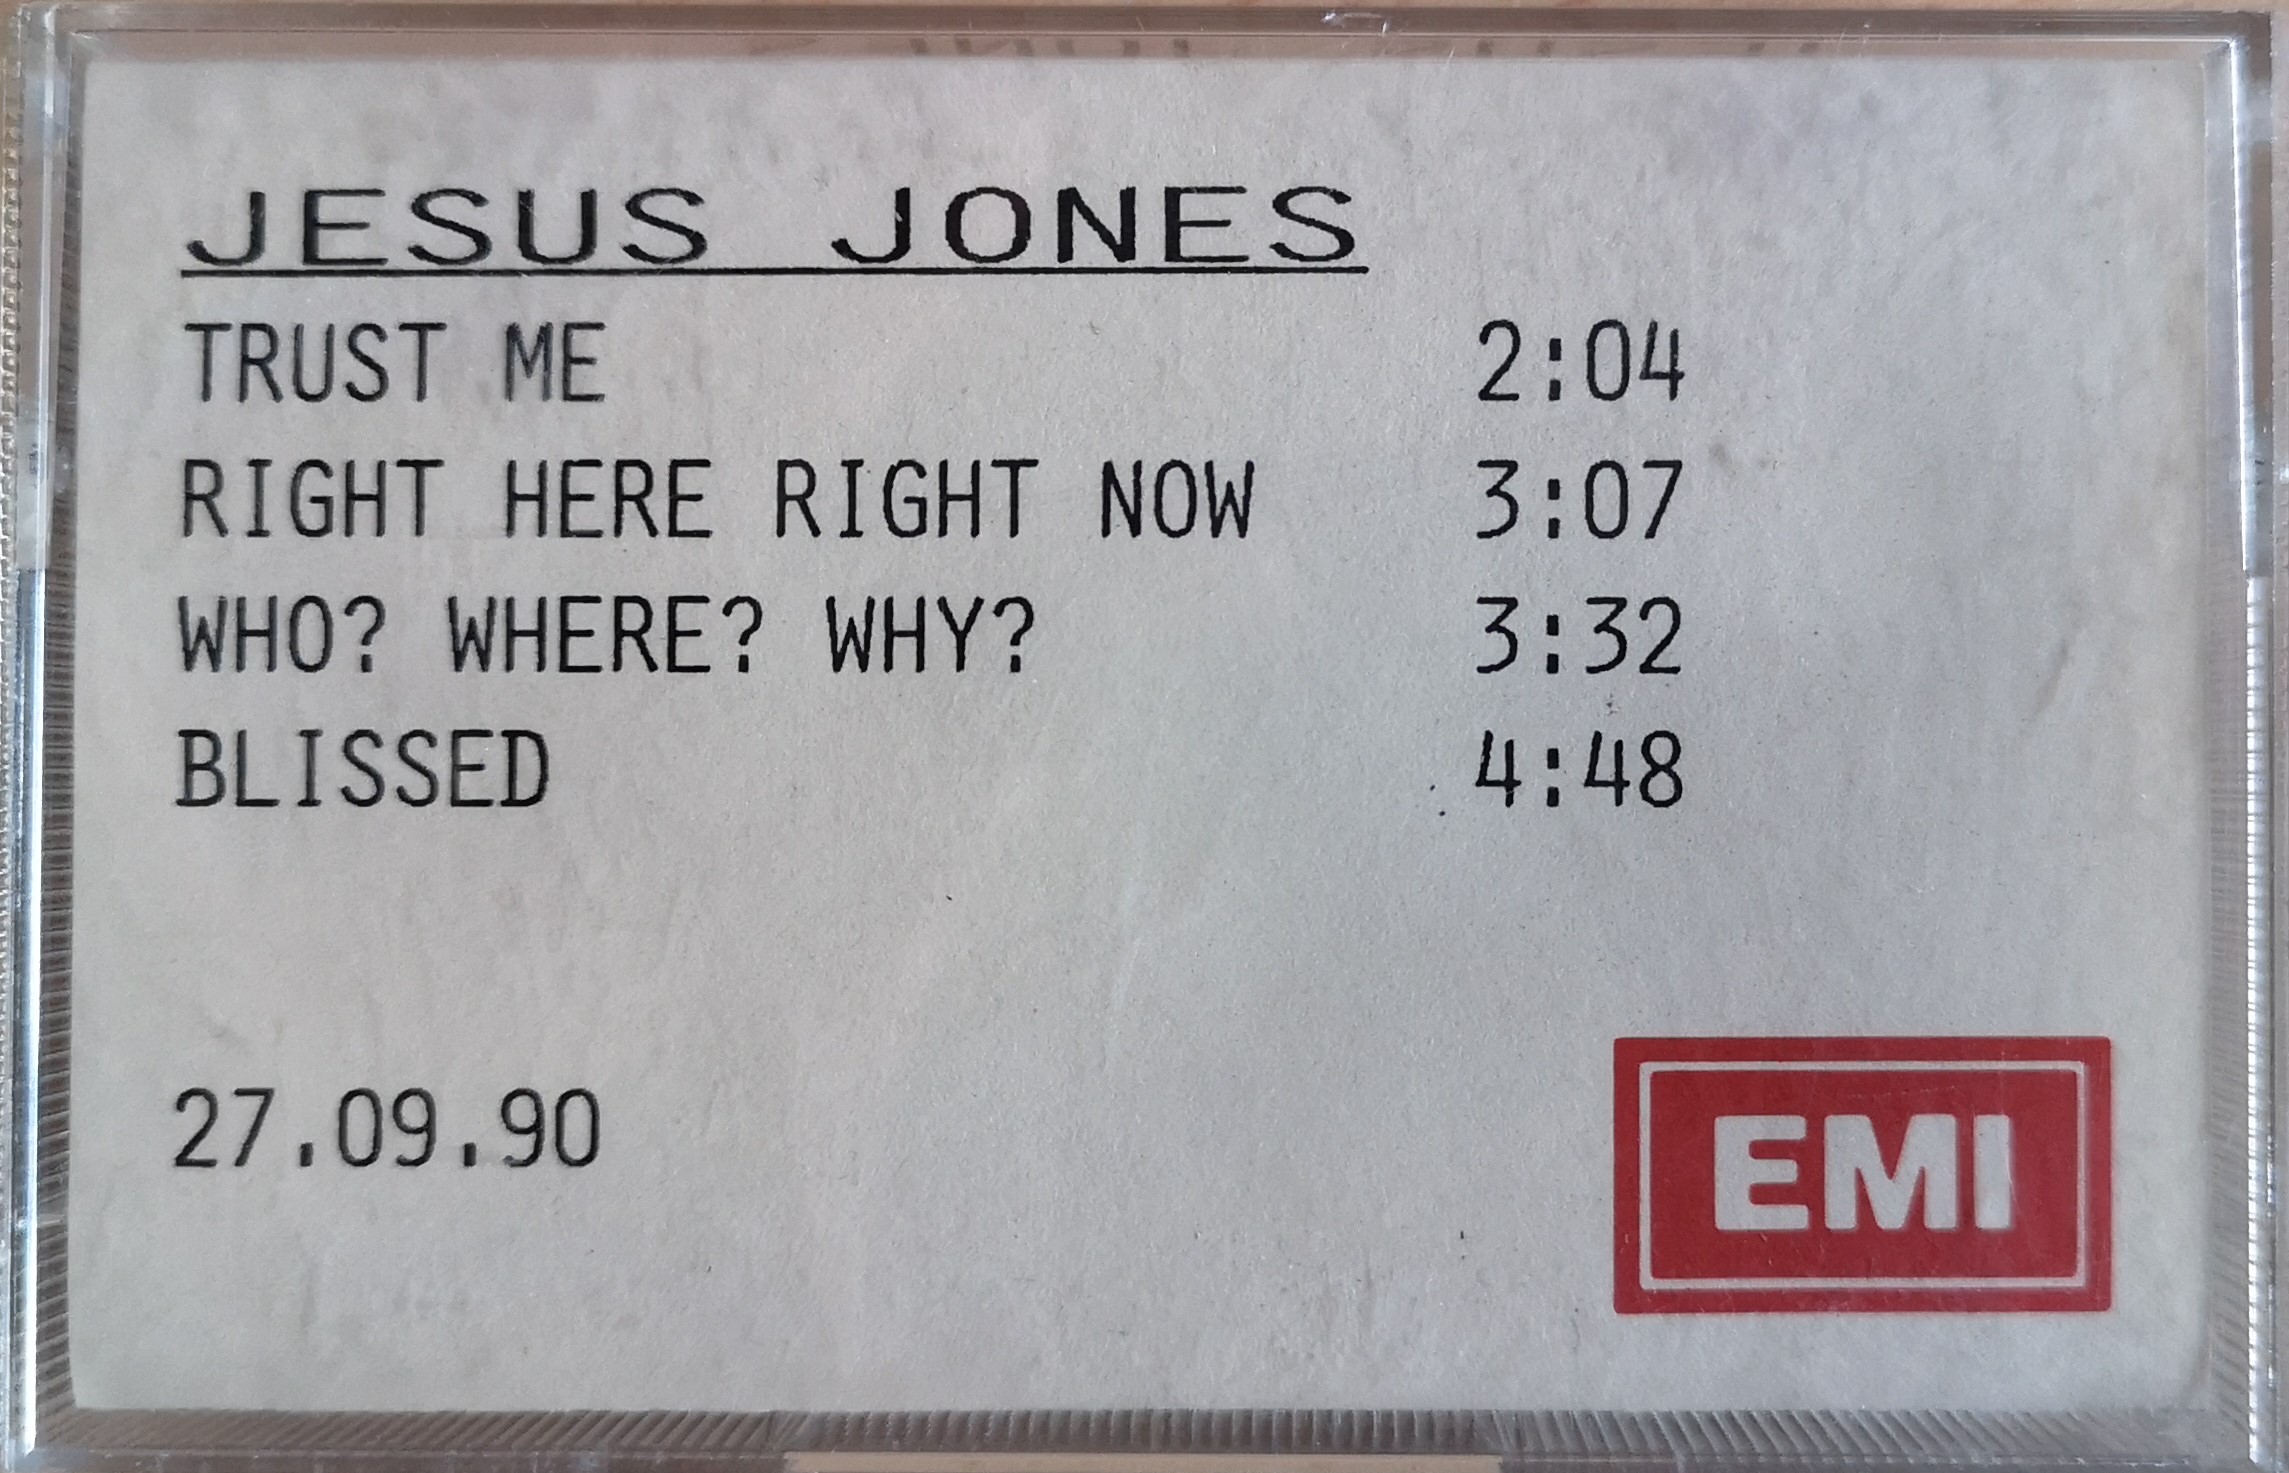 JESUS JONES
TRUST ME 2:04
RIGHT HERE RIGHT NOW 3:07
WHO? WHERE? WHY? 3:32
BLISSED 4:48
27.09.90
EMI